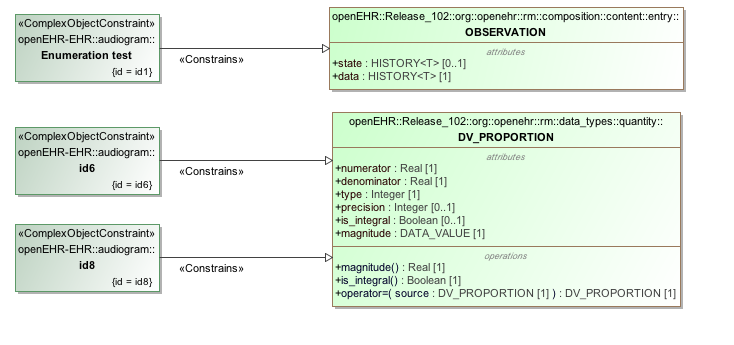 «ComplexObjectConstraint»
openEHR-EHR::audiogram::
Enumeration test
{id = id1}
«Constrains»
openEHR::Release_102::org::openehr::rm::composition::content::entry::
OBSERVATION
attributes
+state : HISTORY<T> [0..1]
+data : HISTORY<T> [1]
«ComplexObjectConstraint»
openEHR-EHR::audiogram::
id6
{id = id6}
«Constrains»
«ComplexObjectConstraint»
openEHR-EHR::audiogram::
id8
{id = id8}
«Constrains»
openEHR::Release_102::org::openehr::rm::data_types::quantity::
DV_PROPORTION
attributes
+numerator : Real [1]
+denominator : Real [1]
+type : Integer [1]
+precision : Integer [0..1]
+is_integral : Boolean [0..1]
+magnitude : DATA_VALUE [1]
operations
+magnitude() : Real [1]
+is_integral() : Boolean [1]
+operator=( source : DV_PROPORTION [1] ) : DV_PROPORTION [1]